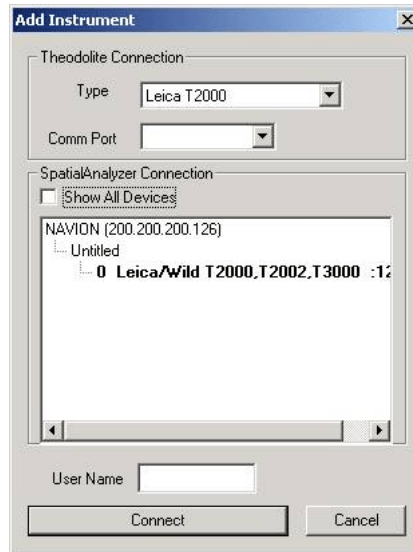 Add Instrument
Theodolite Connection
Type Leica T2000
Comm Port
SpatialAnalyzer Connection
Show All Devices
NAVION (200.200.200.126)
Untitled
0 Leica/Wild T2000,T2002,T3000 :12
User Name
Connect Cancel